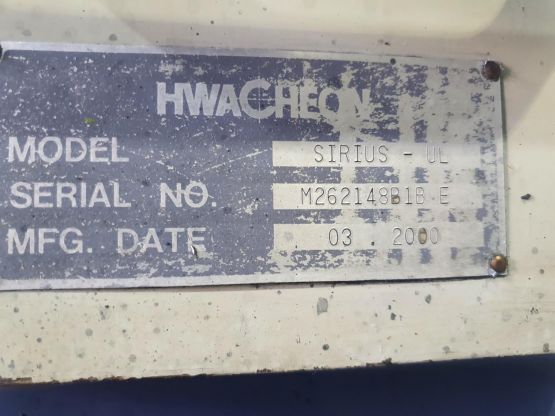 HWACHEON
MODEL SIRIUS - UL
SERIAL NO. M262148B1B-E
MFG. DATE 03 . 2000